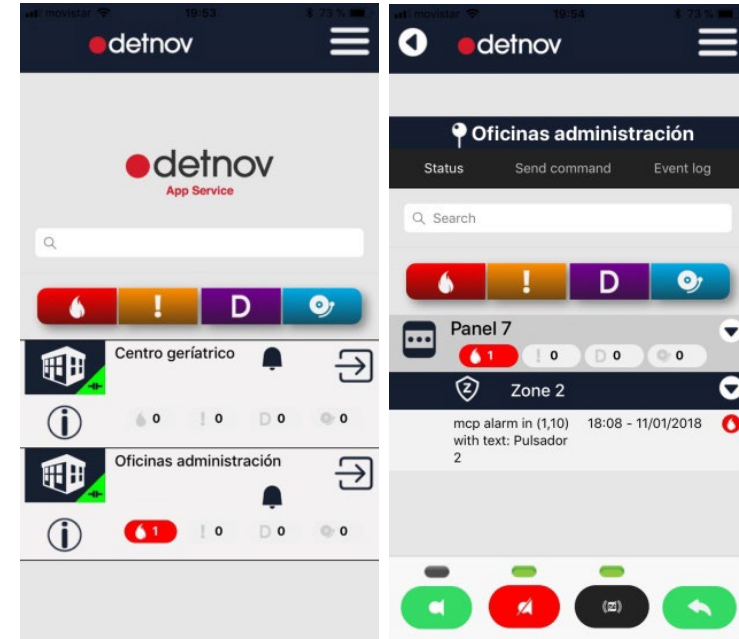 movistar 19:53 73 %
detnov
detnov
App Service
Centro geríatrico
0 ! 0 D 0 0
Oficinas administración
1 ! 0 D 0 0
! D
movistar 19:54 73 %
detnov
Oficinas administración
Status Send command Event log
Search
! D
Panel 7
1 ! 0 D 0 0
Z Zone 2
mcp alarm in (1,10) 18:08 - 11/01/2018
with text: Pulsador
2